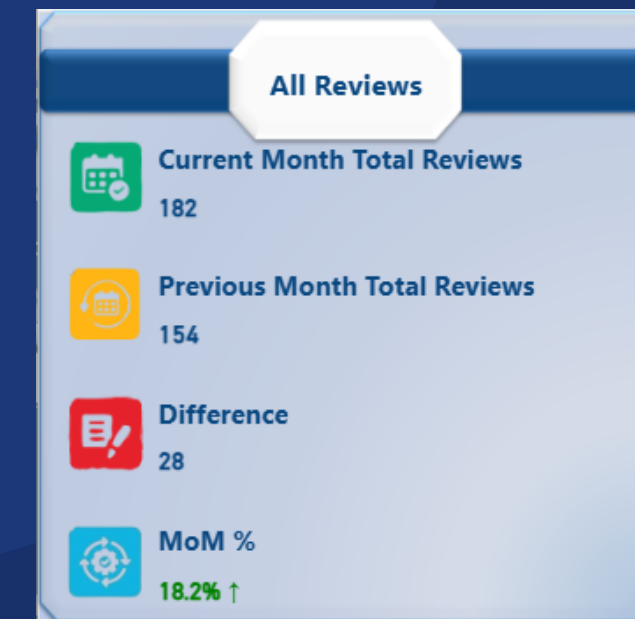 All Reviews
Current Month Total Reviews
182
Previous Month Total Reviews
154
Difference
28
MoM %
18.2% ↑